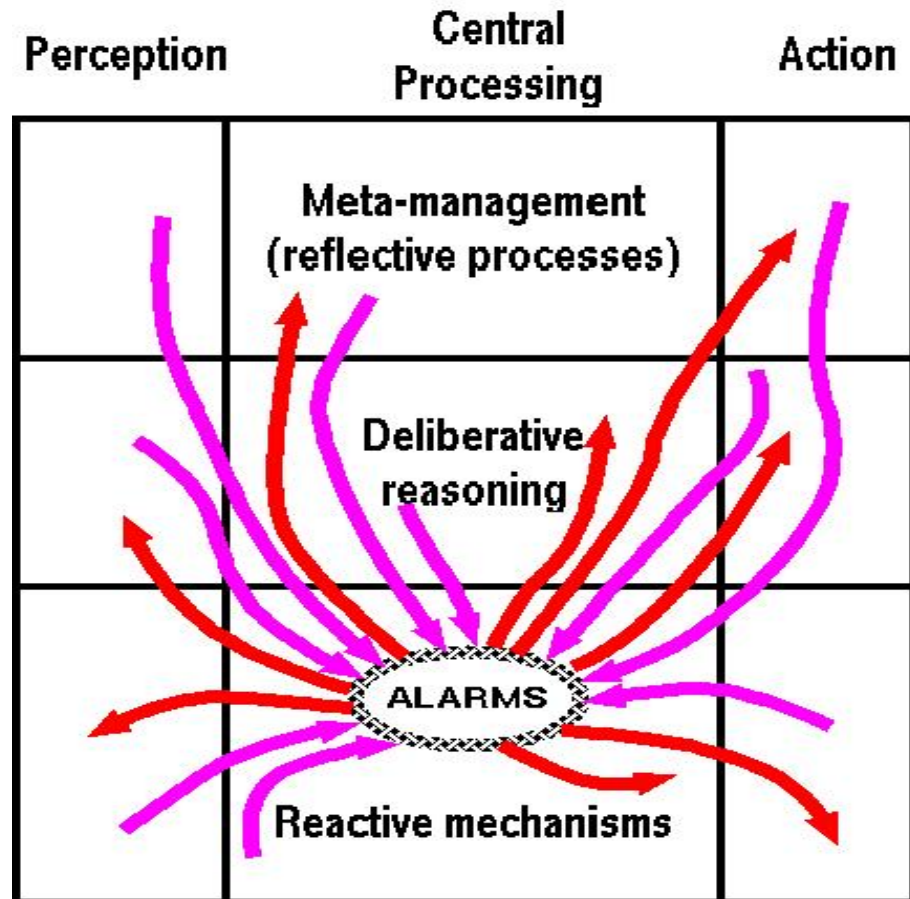 Perception
Central
Processing
Action
Meta-management
(reflective processes)
Deliberative
reasoning
ALARMS
Reactive mechanisms